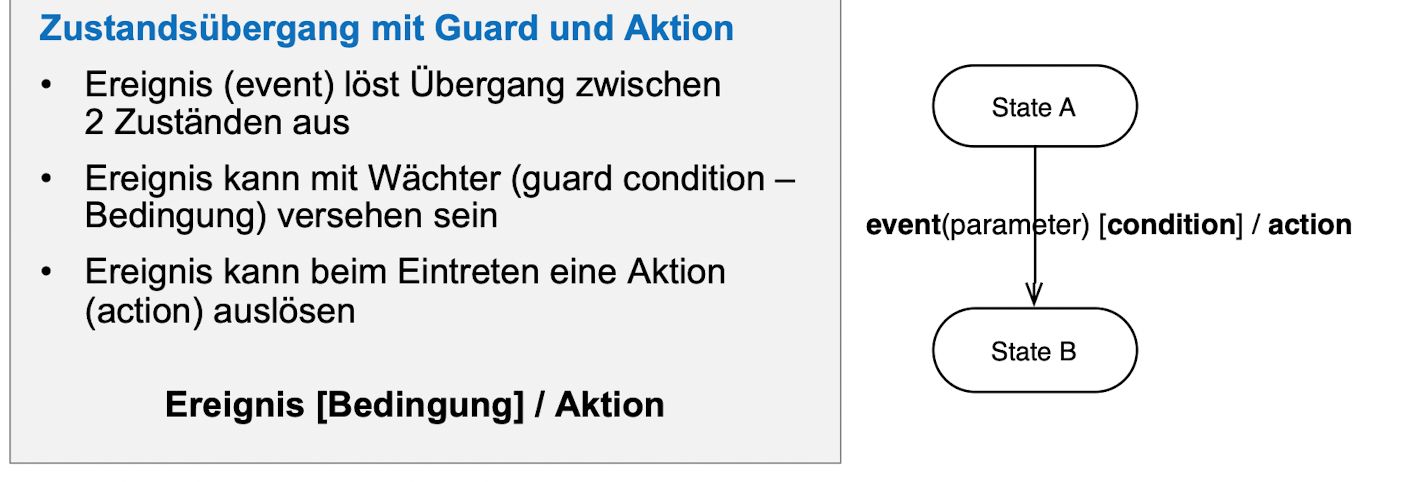 Zustandsübergang mit Guard und Aktion
• Ereignis (event) löst Übergang zwischen
2 Zuständen aus
• Ereignis kann mit Wächter (guard condition –
Bedingung) versehen sein
• Ereignis kann beim Eintreten eine Aktion
(action) auslösen
Ereignis [Bedingung] / Aktion
State A
event(parameter) [condition] / action
State B